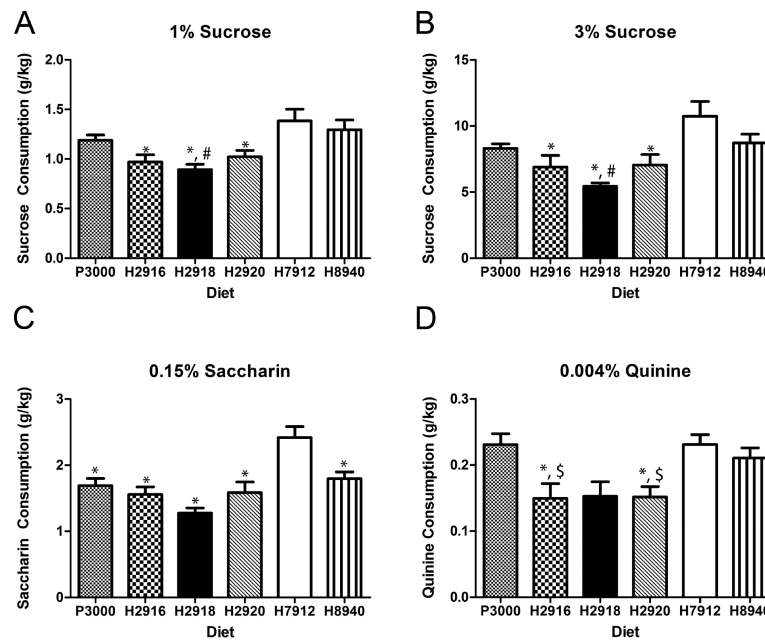 A
1% Sucrose
Sucrose Consumption (g/kg)
2.0
1.5
1.0
0.5
0.0
*
*, #
*
P3000 H2916 H2918 H2920 H7912 H8940
Diet
B
3% Sucrose
Sucrose Consumption (g/kg)
15
10
5
0
*
*, #
*
P3000 H2916 H2918 H2920 H7912 H8940
Diet
C
0.15% Saccharin
Saccharin Consumption (g/kg)
3
2
1
0
*
*
*
*
*
P3000 H2916 H2918 H2920 H7912 H8940
Diet
D
0.004% Quinine
Quinine Consumption (g/kg)
0.3
0.2
0.1
0.0
*, $
*, $
P3000 H2916 H2918 H2920 H7912 H8940
Diet